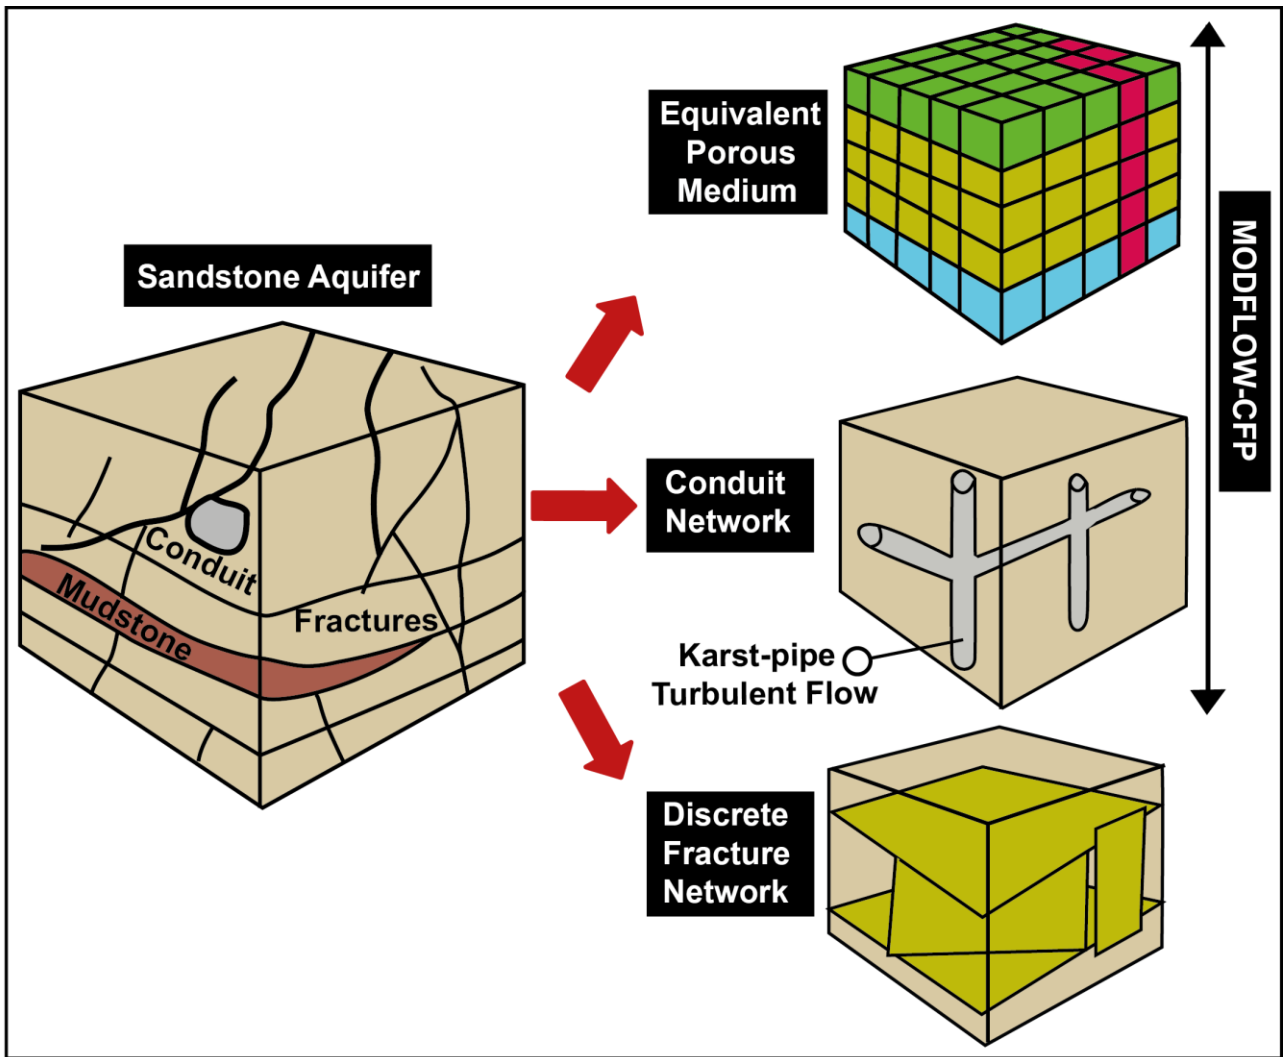 Sandstone Aquifer
Conduit
Mudstone
Fractures
Equivalent
Porous
Medium
Conduit
Network
Karst-pipe
Turbulent Flow
Discrete
Fracture
Network
MODFLOW-CFP